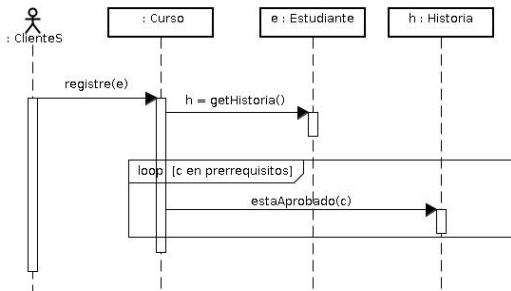 : ClienteS
: Curso
e : Estudiante
h : Historia
registre(e)
h = getHistoria()
loop [c en prerrequisitos]
estaAprobado(c)